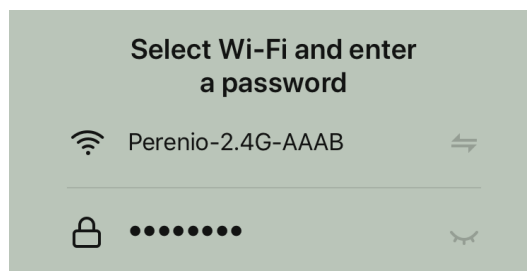 Select Wi-Fi and enter
a password
Perenio-2.4G-AAAB
••••••••